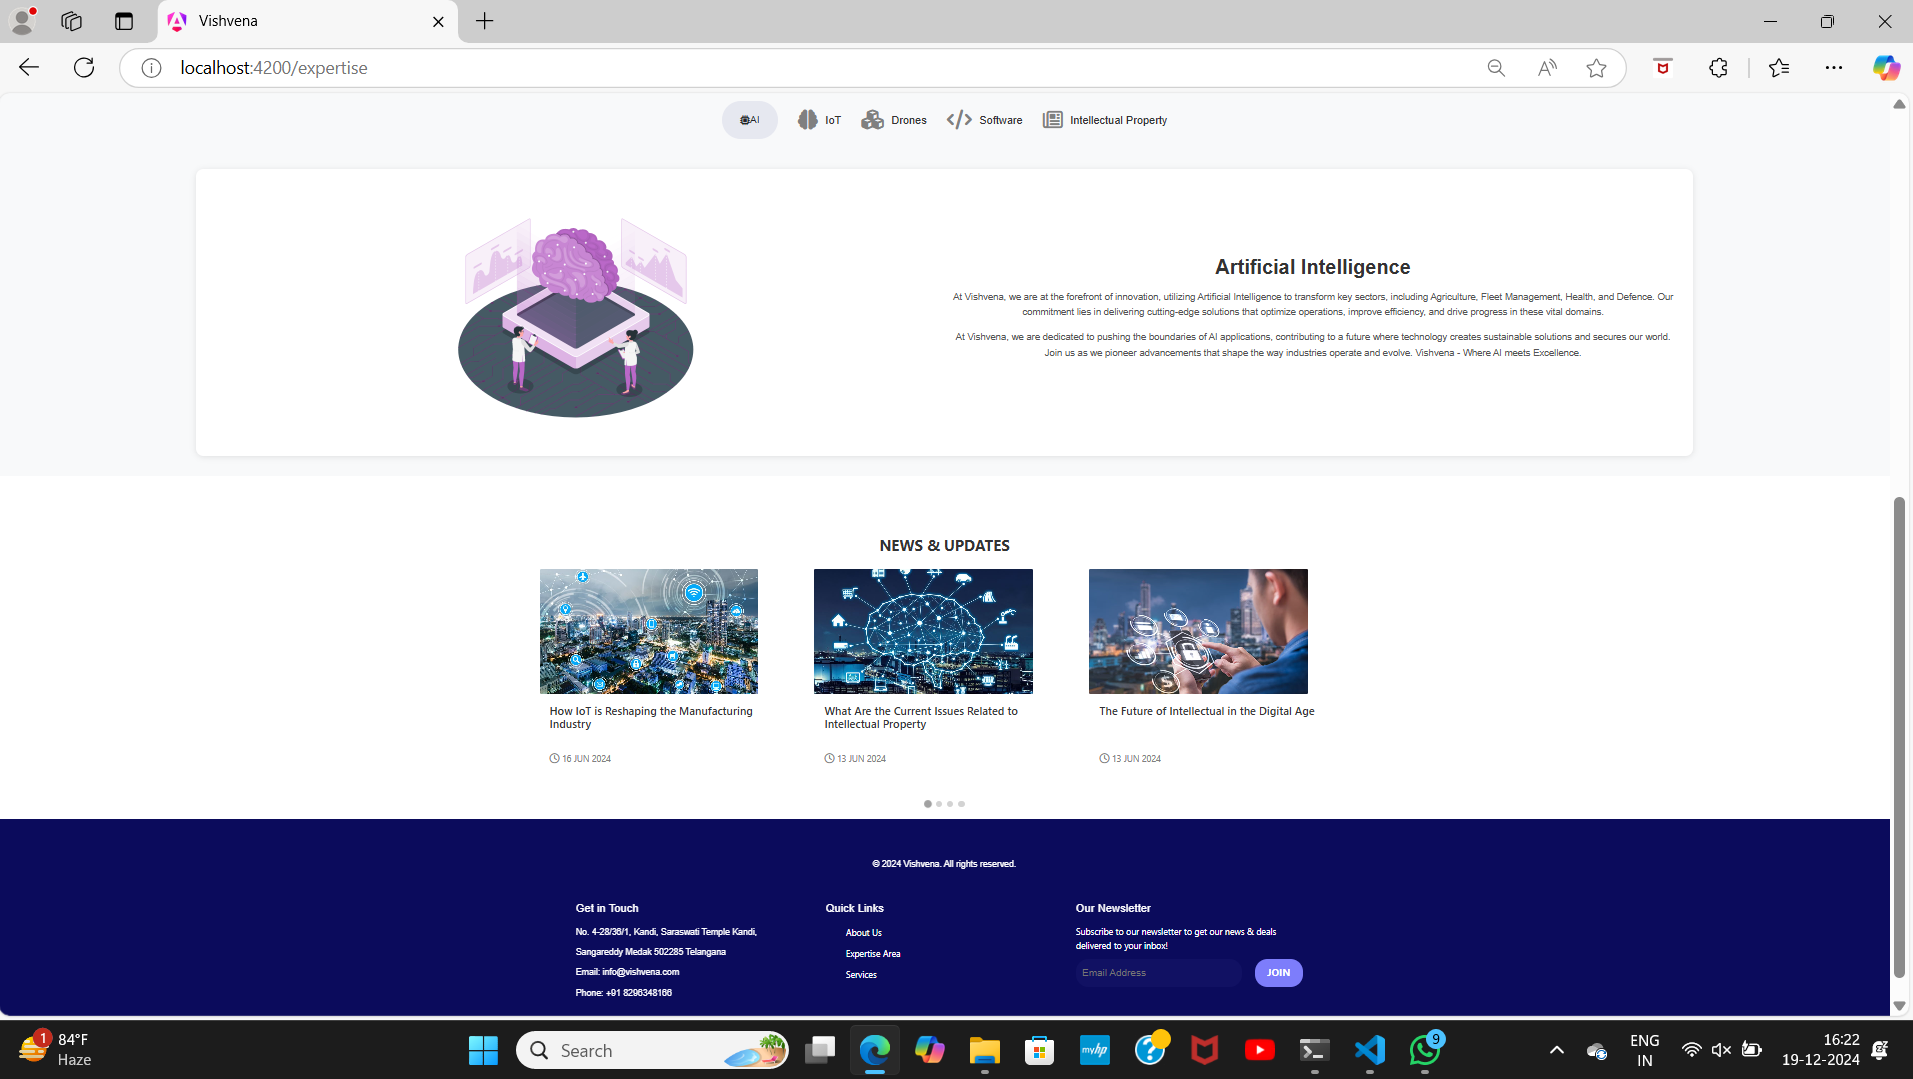 Vishvena
localhost:4200/expertise
AI
IoT
Drones
Software
Intellectual Property
Artificial Intelligence
At Vishvena, we are at the forefront of innovation, utilizing Artificial Intelligence to transform key sectors, including Agriculture, Fleet Management, Health, and Defence. Our
commitment lies in delivering cutting-edge solutions that optimize operations, improve efficiency, and drive progress in these vital domains.
At Vishvena, we are dedicated to pushing the boundaries of AI applications, contributing to a future where technology creates sustainable solutions and secures our world.
Join us as we pioneer advancements that shape the way industries operate and evolve. Vishvena - Where AI meets Excellence.
NEWS & UPDATES
How IoT is Reshaping the Manufacturing
Industry
16 JUN 2024
What Are the Current Issues Related to
Intellectual Property
13 JUN 2024
The Future of Intellectual in the Digital Age
13 JUN 2024
© 2024 Vishvena. All rights reserved.
Get in Touch
No. 4-28/36/1, Kandi, Saraswati Temple Kandi,
Sangareddy Medak 502285 Telangana
Email: info@vishvena.com
Phone: +91 8296348166
Quick Links
About Us
Expertise Area
Services
Our Newsletter
Subscribe to our newsletter to get our news & deals
delivered to your inbox!
Email Address
JOIN
1
84°F
Haze
Search
myhp
9
ENG
IN
16:22
19-12-2024